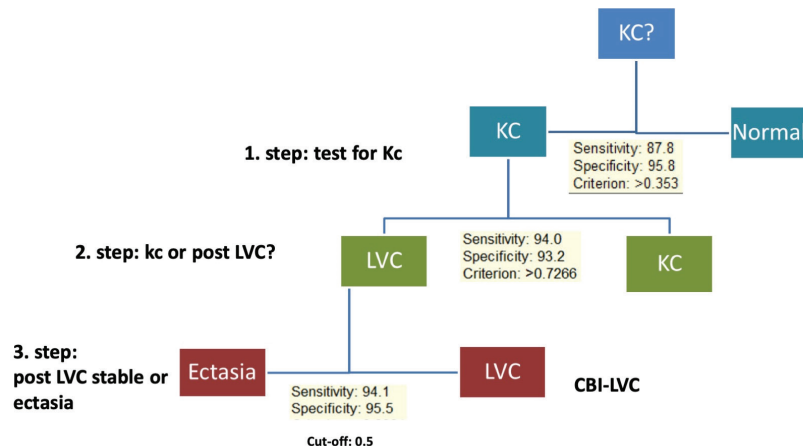 KC?
KC
Normal
1. step: test for Kc
Sensitivity: 87.8
Specificity: 95.8
Criterion: >0.353
2. step: kc or post LVC?
LVC
Sensitivity: 94.0
Specificity: 93.2
Criterion: >0.7266
KC
3. step:
post LVC stable or
ectasia
Ectasia
LVC
CBI-LVC
Sensitivity: 94.1
Specificity: 95.5
Cut-off: 0.5